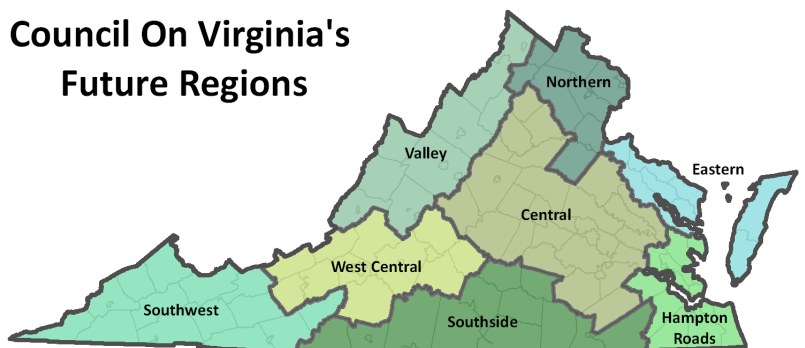 Council On Virginia's
Future Regions
Northern
Valley
Eastern
Central
West Central
Southwest
Southside
Hampton
Roads